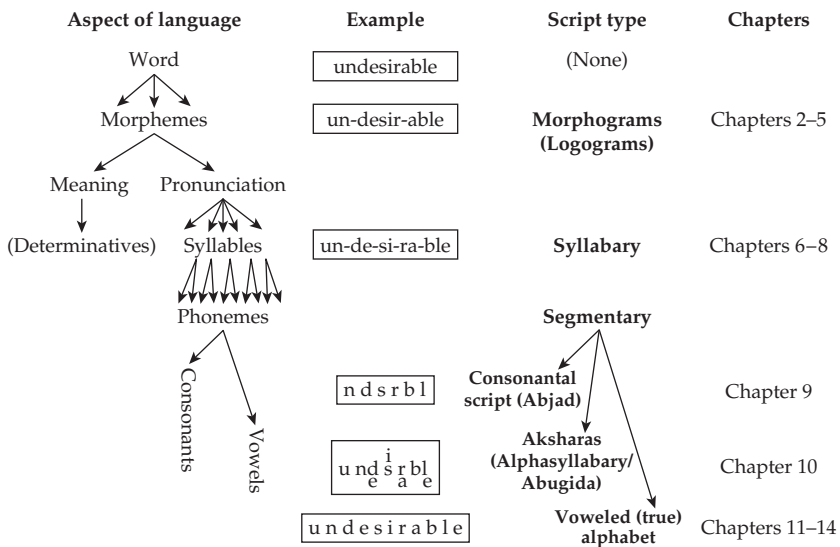 Aspect of language Example Script type Chapters
Word undesirable (None)
Morphemes un-desir-able Morphograms Chapters 2–5
(Logograms)
Meaning Pronunciation
(Determinatives) Syllables un-de-si-ra-ble Syllabary Chapters 6–8
Phonemes Segmentary
Consonants
Vowels
n d s r b l Consonantal script (Abjad) Chapter 9
i
u n d s r b l
e a e
Aksharas
(Alphasyllabary/
Abugida) Chapter 10
u n d e s i r a b l e Voweled (true) Chapters 11–14
alphabet